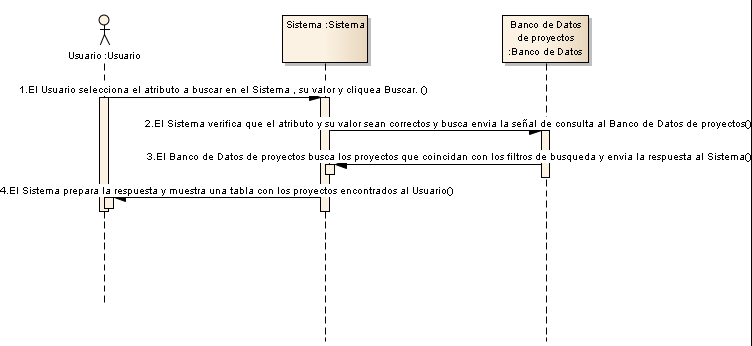 Usuario :Usuario
Sistema :Sistema
Banco de Datos
de proyectos
:Banco de Datos
1.El Usuario selecciona el atributo a buscar en el Sistema , su valor y cliquea Buscar. ()
2.El Sistema verifica que el atributo y su valor sean correctos y busca envia la señal de consulta al Banco de Datos de proyectos()
3.El Banco de Datos de proyectos busca los proyectos que coincidan con los filtros de busqueda y envia la respuesta al Sistema()
4.El Sistema prepara la respuesta y muestra una tabla con los proyectos encontrados al Usuario()